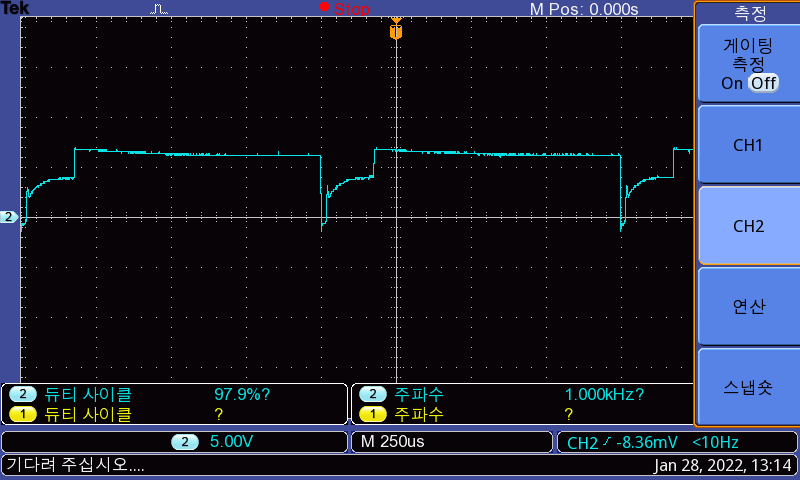 Tek
Stop
M Pos: 0.000s
측정
게이팅
측정
On Off
CH1
T
CH2
2
연산
스냅숏
2 듀티 사이클 97.9%?
2 주파수 1.000kHz?
1 듀티 사이클 ?
1 주파수 ?
2 5.00V
M 250us
CH2 -8.36mV <10Hz
기다려 주십시오....
Jan 28, 2022, 13:14